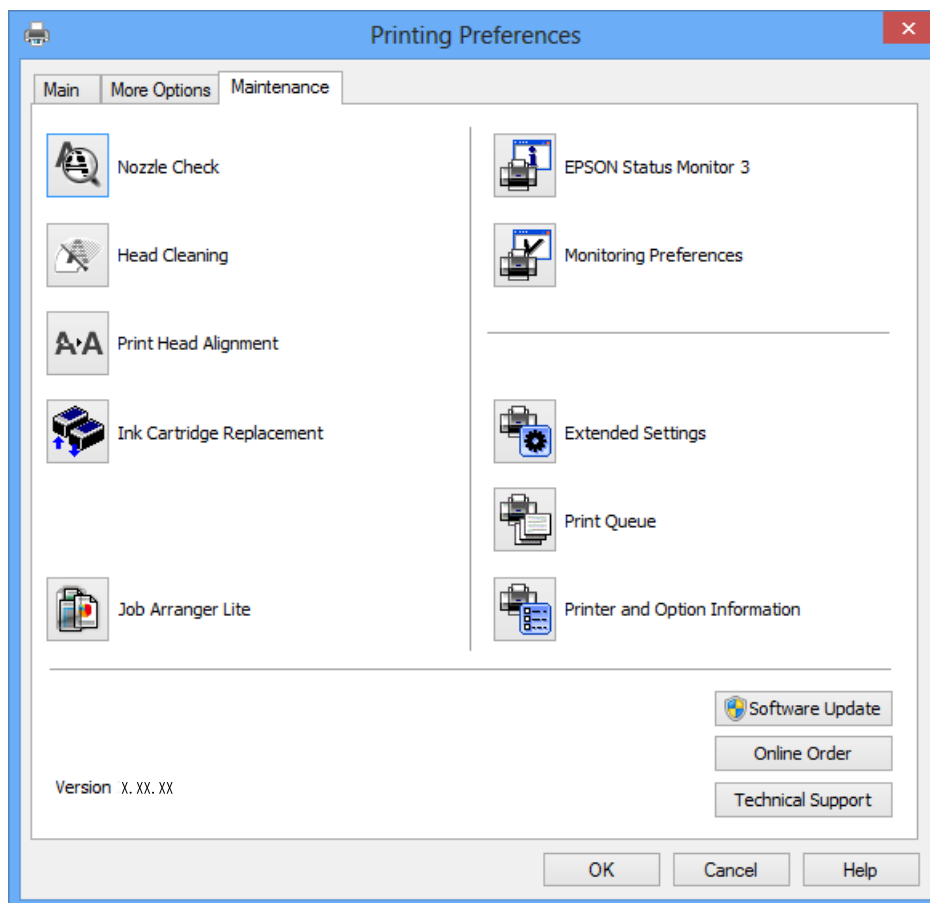 Printing Preferences
Main
More Options
Maintenance
Nozzle Check
Head Cleaning
Print Head Alignment
Ink Cartridge Replacement
Job Arranger Lite
EPSON Status Monitor 3
Monitoring Preferences
Extended Settings
Print Queue
Printer and Option Information
Software Update
Online Order
Technical Support
Version X.XX.XX
OK
Cancel
Help